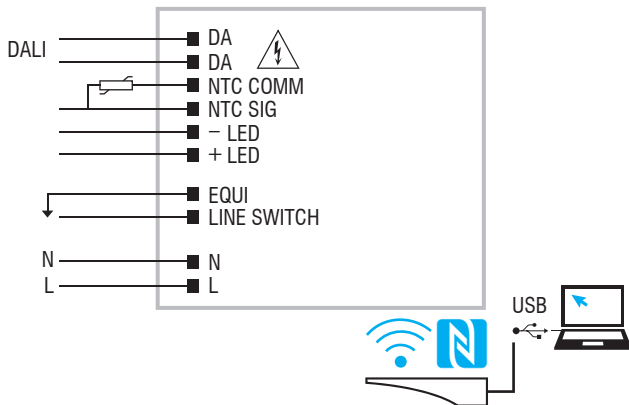 DALI
DA
DA
NTC COMM
NTC SIG
− LED
+ LED
EQUI
LINE SWITCH
N N
L L
USB